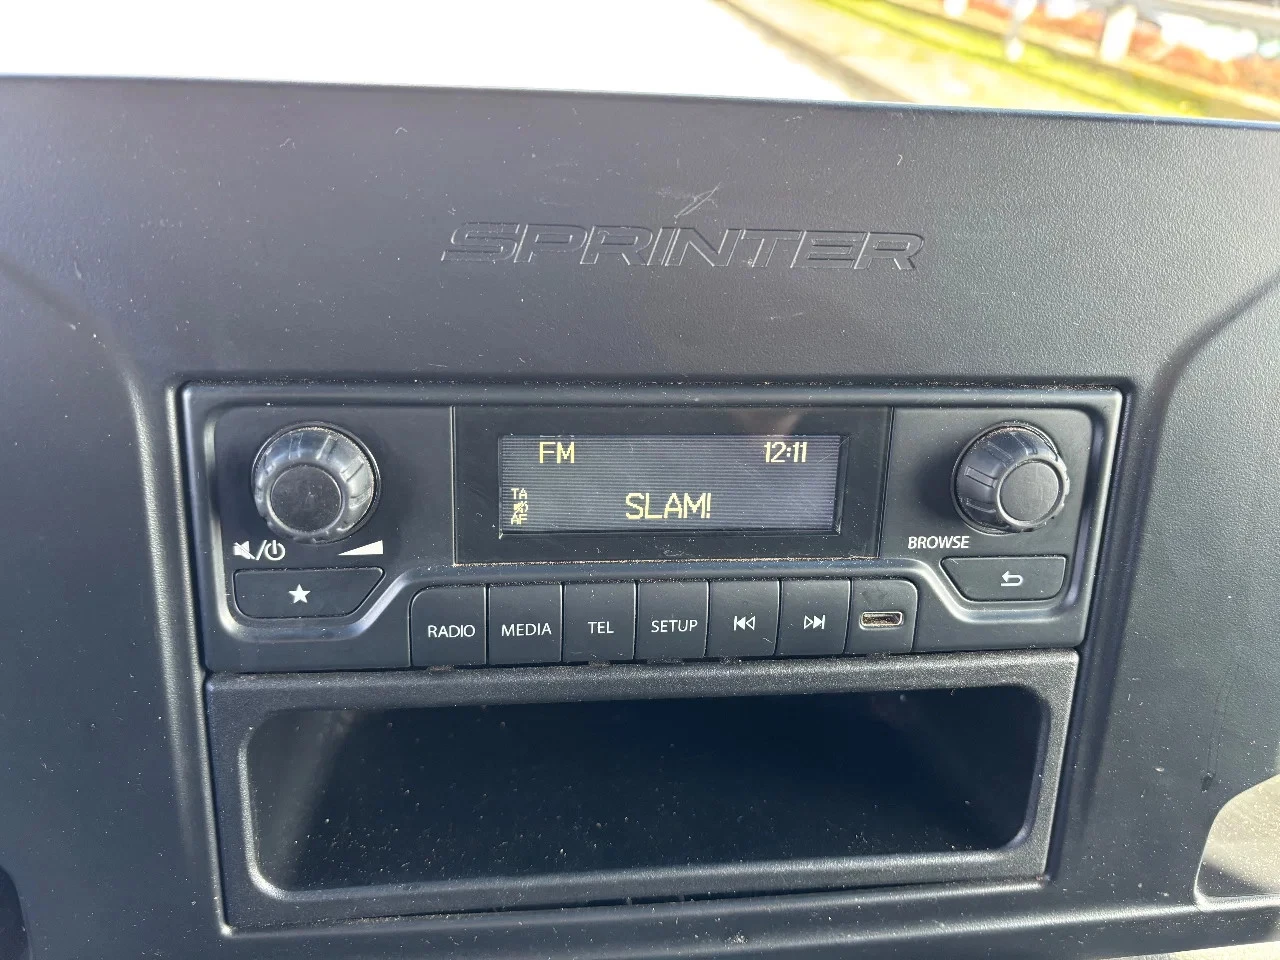 SPRINTER
FM 12:11
TA
AF
SLAM!
BROWSE
RADIO MEDIA TEL SETUP